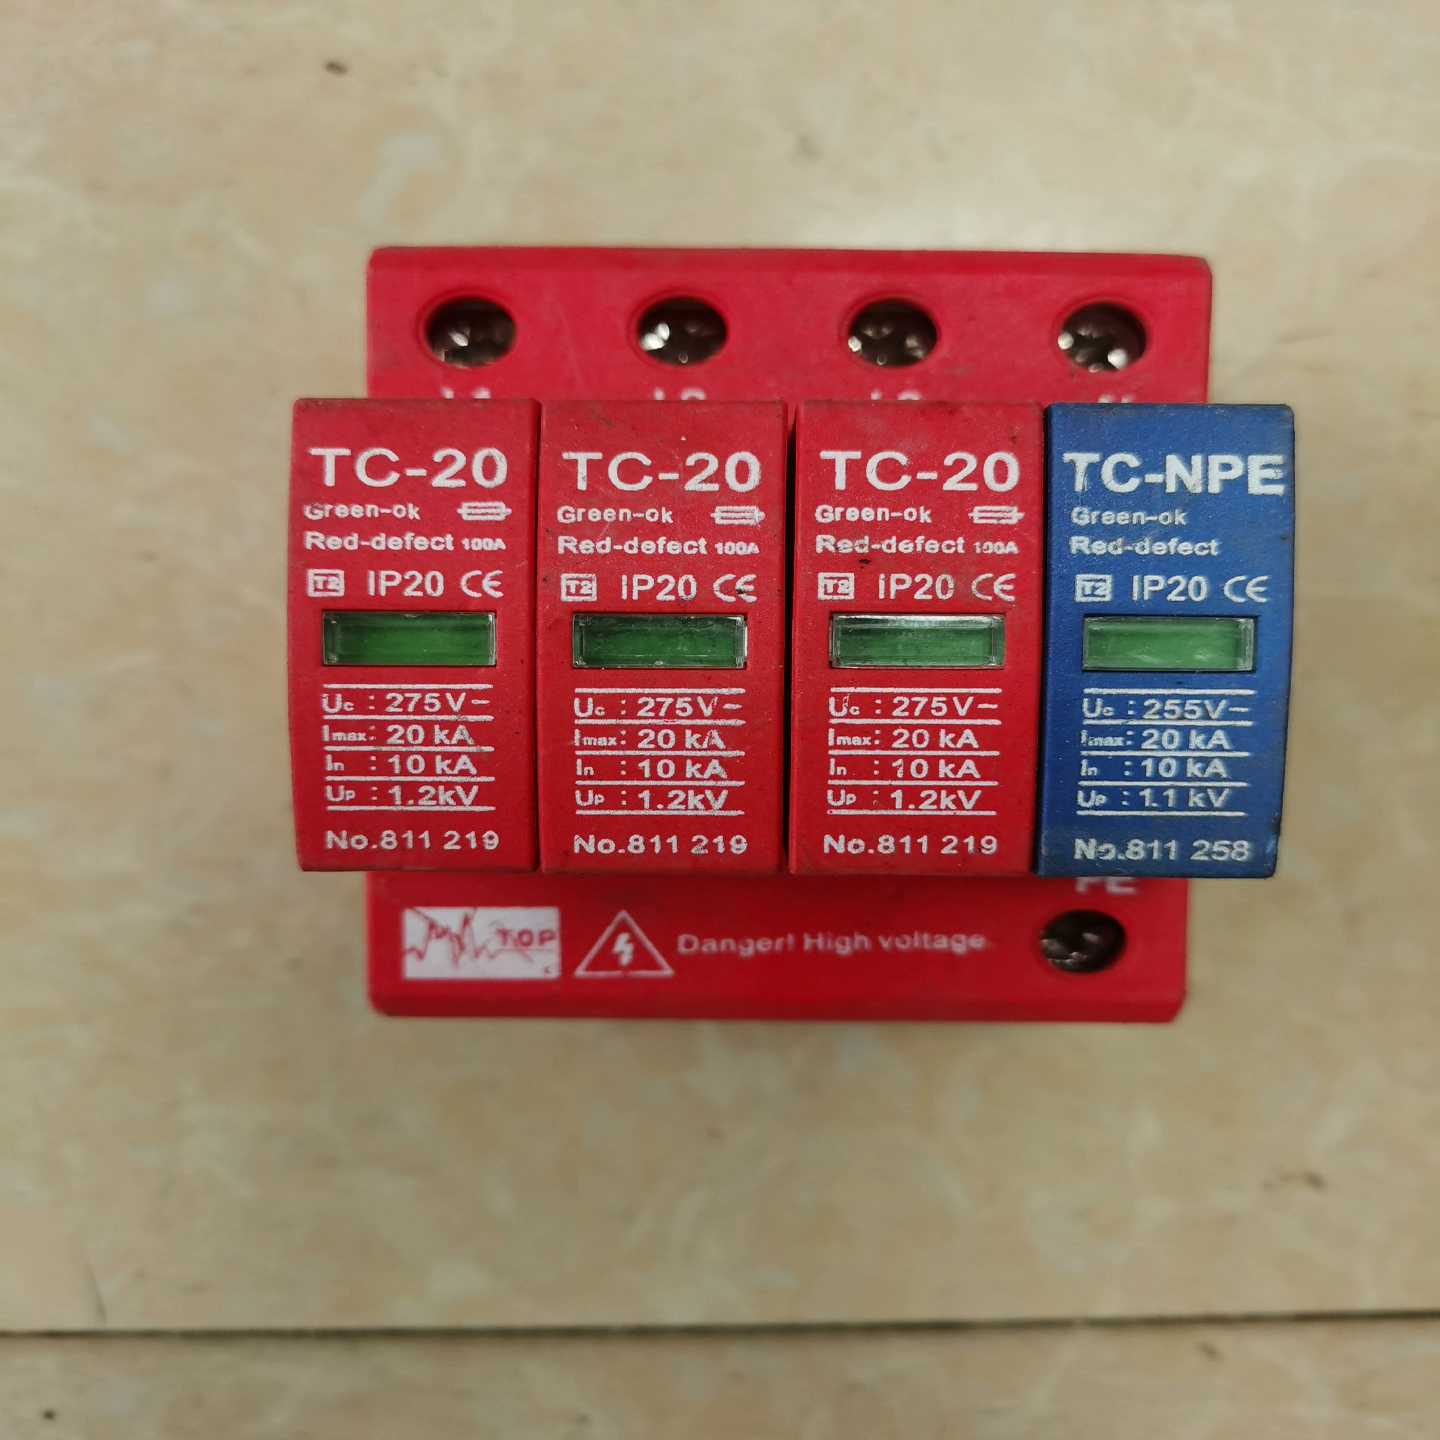 TC-20
Green-ok
Red-defect 100A
T2 IP20 CE
Uc : 275V~
Imax: 20 kA
In : 10 kA
Up : 1.2kV
No.811 219
TC-20
Green-ok
Red-defect 100A
T2 IP20 CE
Uc : 275V~
Imax: 20 kA
In : 10 kA
Up : 1.2kV
No.811 219
TC-20
Green-ok
Red-defect 100A
T2 IP20 CE
Uc : 275V~
Imax: 20 kA
In : 10 kA
Up : 1.2kV
No.811 219
TC-NPE
Green-ok
Red-defect
T2 IP20 CE
Uc : 255V~
Imax: 20 kA
In : 10 kA
Up : 1.1 kV
No.811 258
PE
TOP
Danger! High voltage